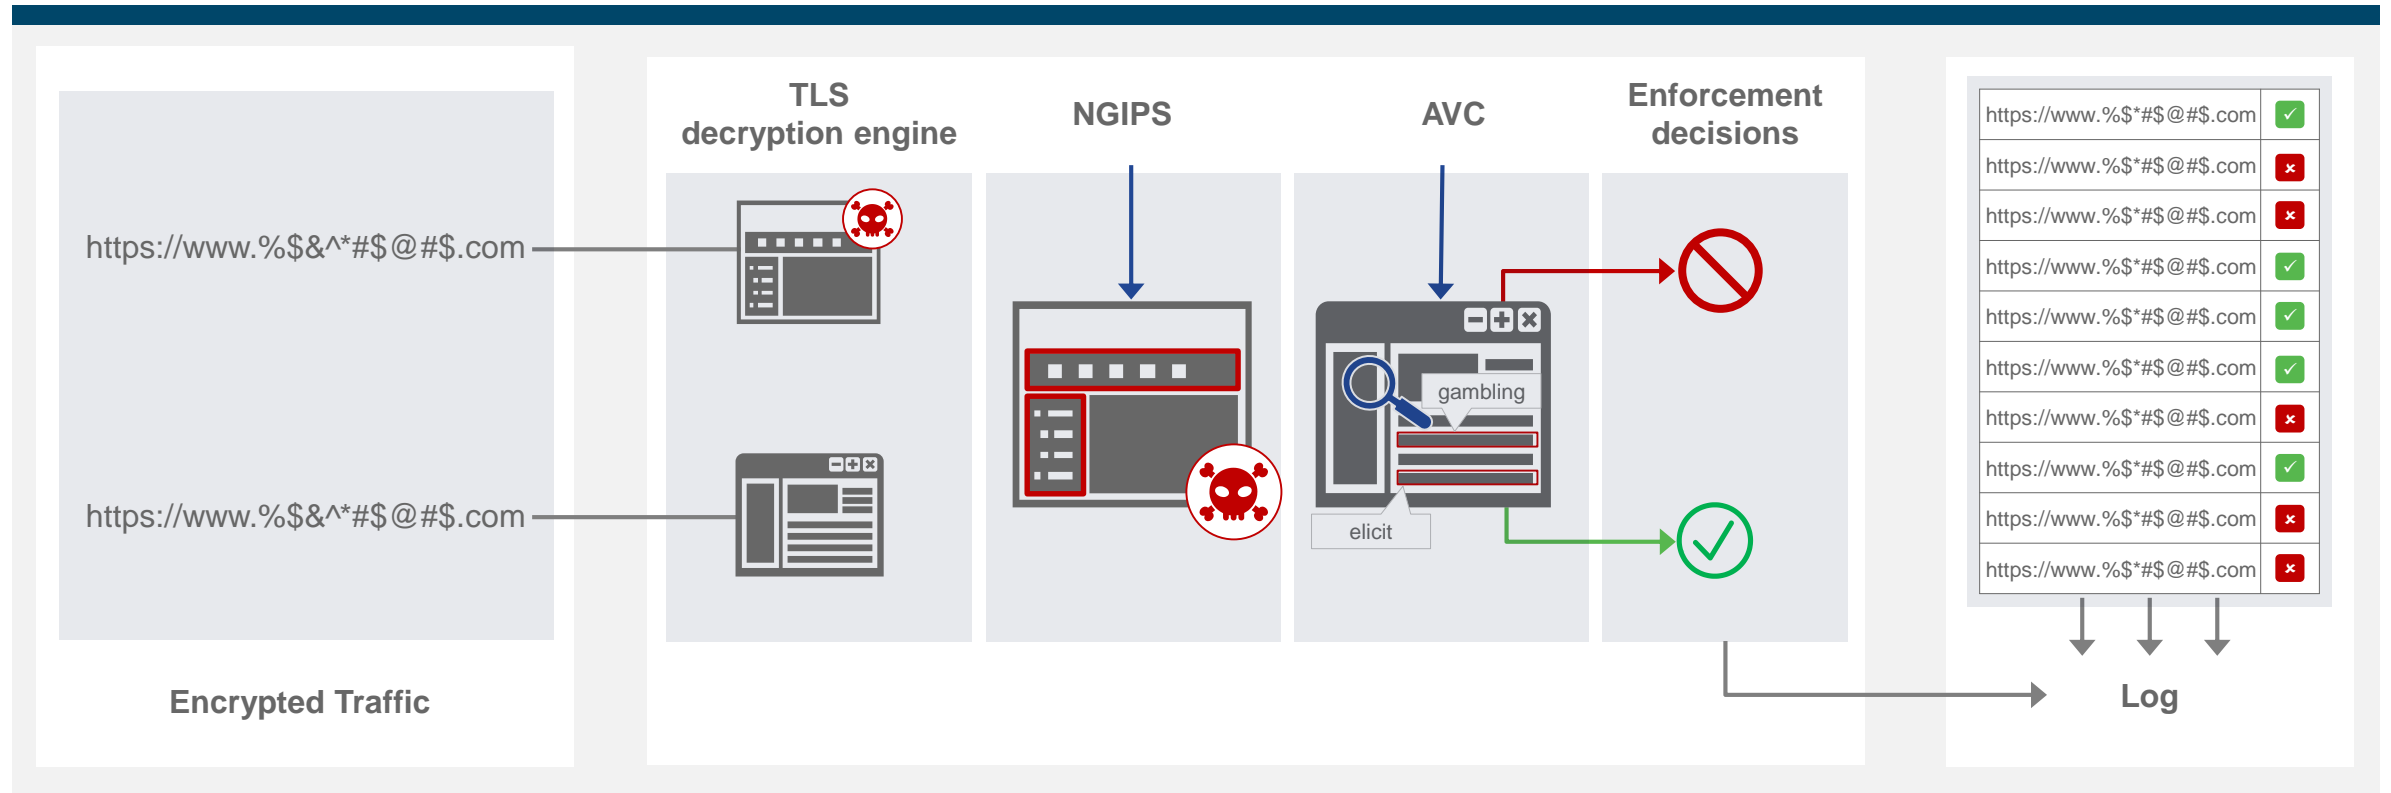 TLS
decryption engine
NGIPS
AVC
Enforcement
decisions
https://www.%$&^*#$@#$.com
https://www.%$&^*#$@#$.com
Encrypted Traffic
gambling
elicit
https://www.%$*#$@#$.com
https://www.%$*#$@#$.com
https://www.%$*#$@#$.com
https://www.%$*#$@#$.com
https://www.%$*#$@#$.com
https://www.%$*#$@#$.com
https://www.%$*#$@#$.com
https://www.%$*#$@#$.com
https://www.%$*#$@#$.com
https://www.%$*#$@#$.com
Log